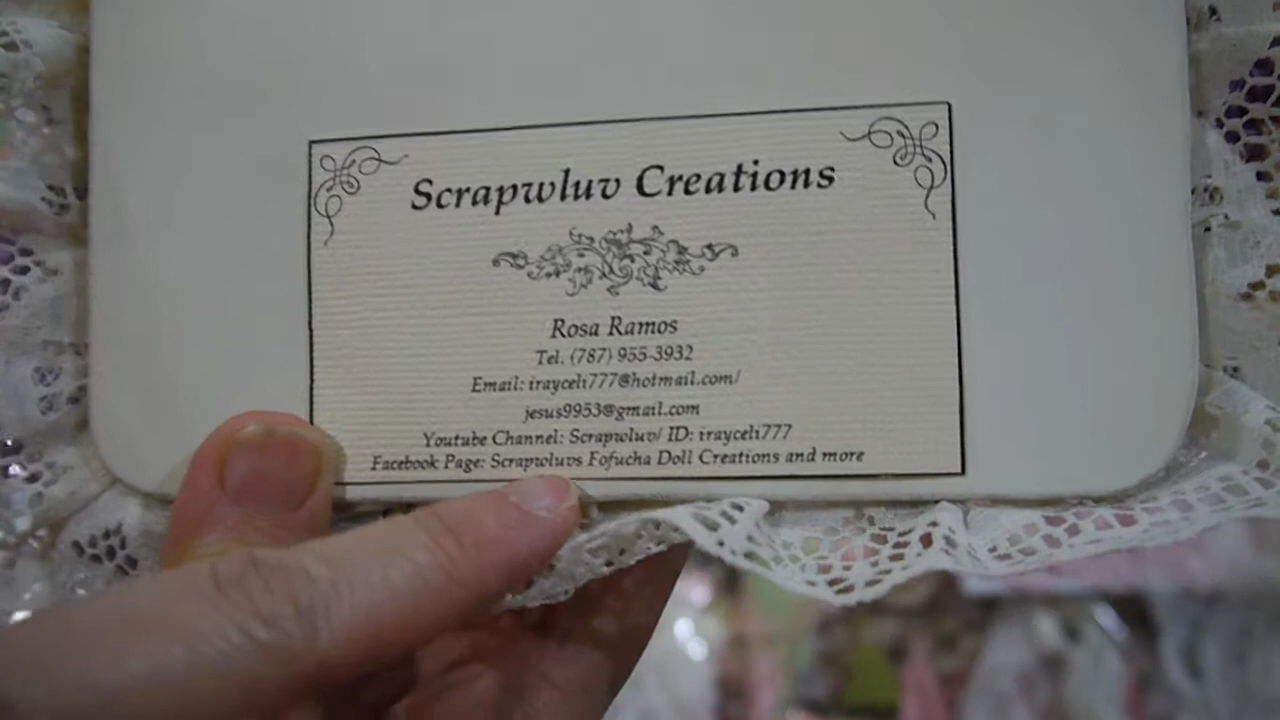 Scrapwluv Creations
Rosa Ramos
Tel. (787) 955-3932
Email: irayceli777@hotmail.com/
jesus9953@gmail.com
Youtube Channel: Scrapwluv/ ID: irayceli777
Facebook Page: Scrapwluvs Fofucha Doll Creations and more